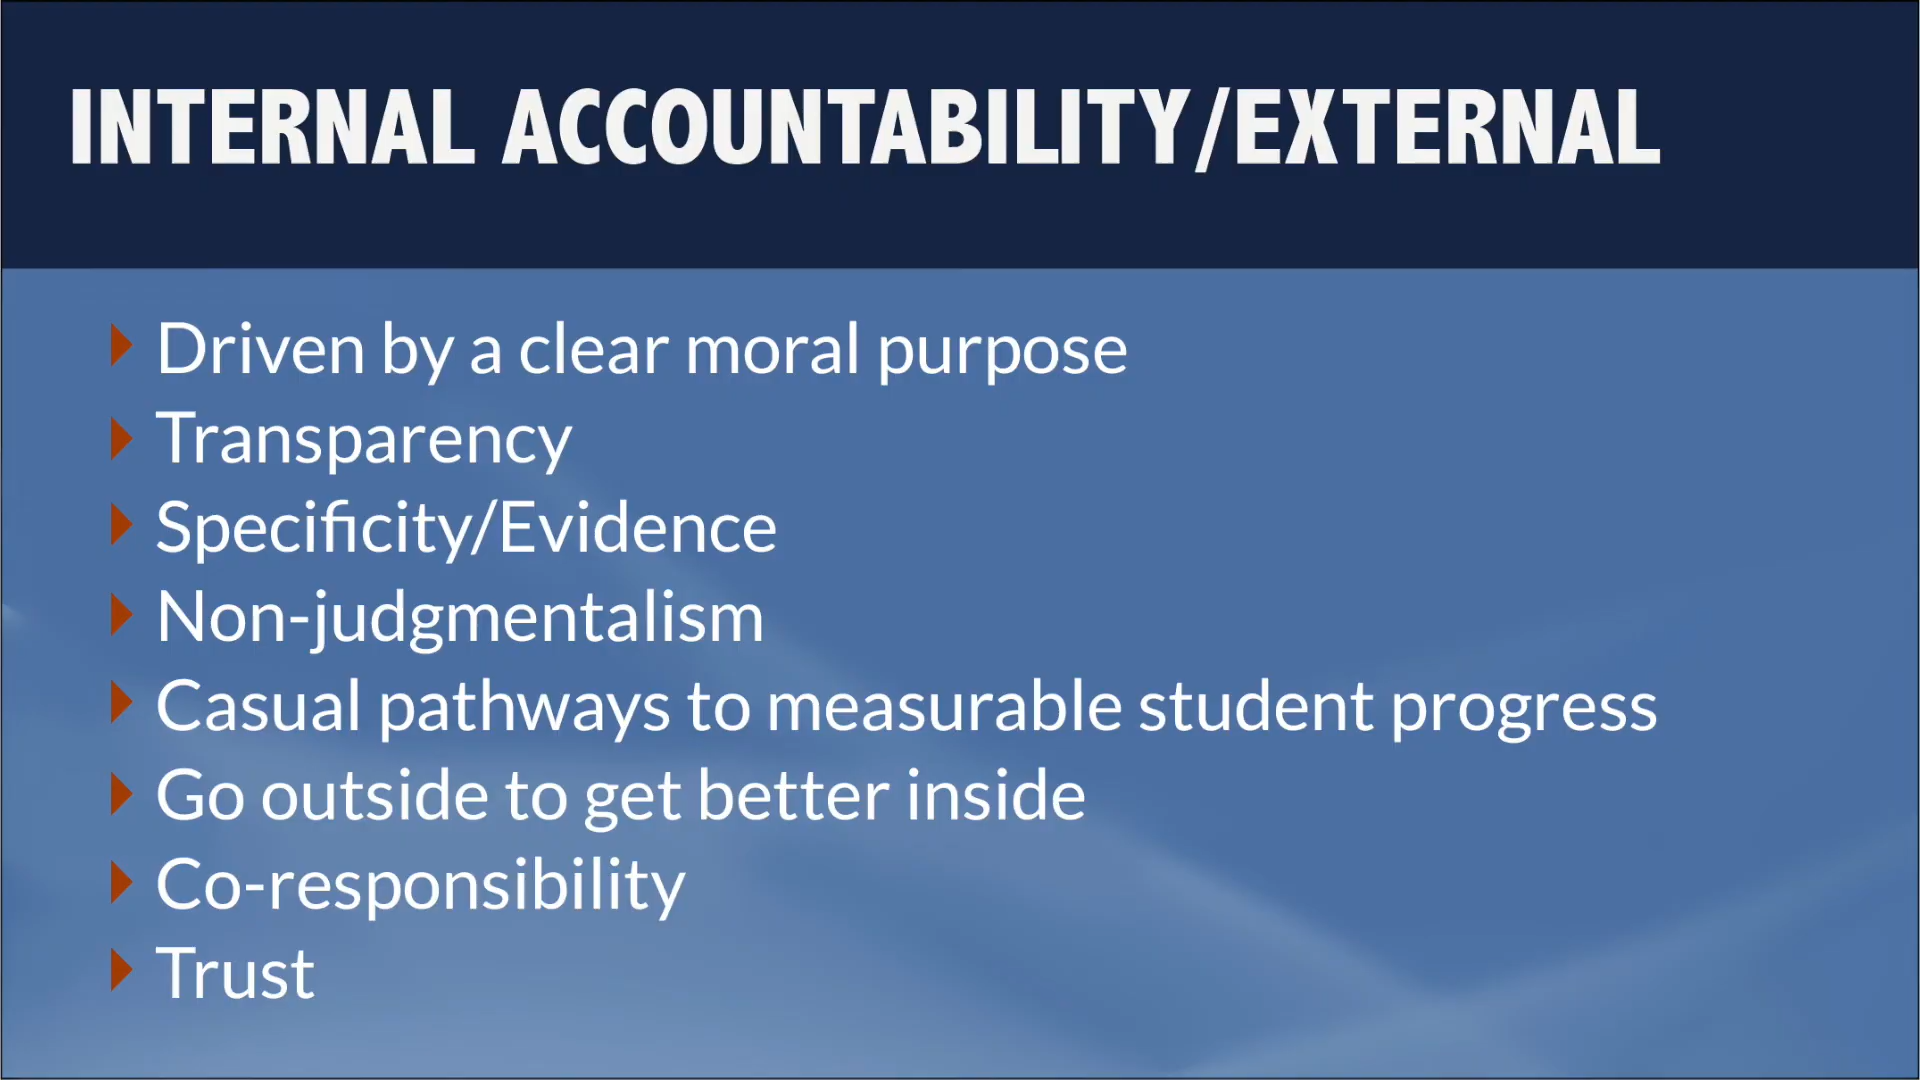 INTERNAL ACCOUNTABILITY/EXTERNAL
Driven by a clear moral purpose
Transparency
Specificity/Evidence
Non-judgmentalism
Casual pathways to measurable student progress
Go outside to get better inside
Co-responsibility
Trust